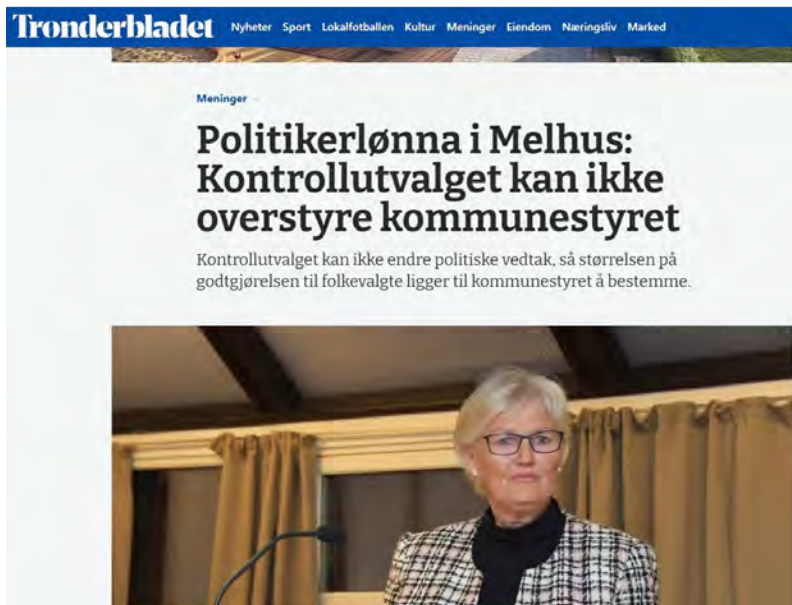 Trønderbladet Nyheter Sport Lokalfotballen Kultur Meninger Eiendom Næringsliv Marked
Meninger
Politikerlønna i Melhus:
Kontrollutvalget kan ikke
overstyre kommunestyret
Kontrollutvalget kan ikke endre politiske vedtak, så størrelsen på
godtgjørelsen til folkevalgte ligger til kommunestyret å bestemme.